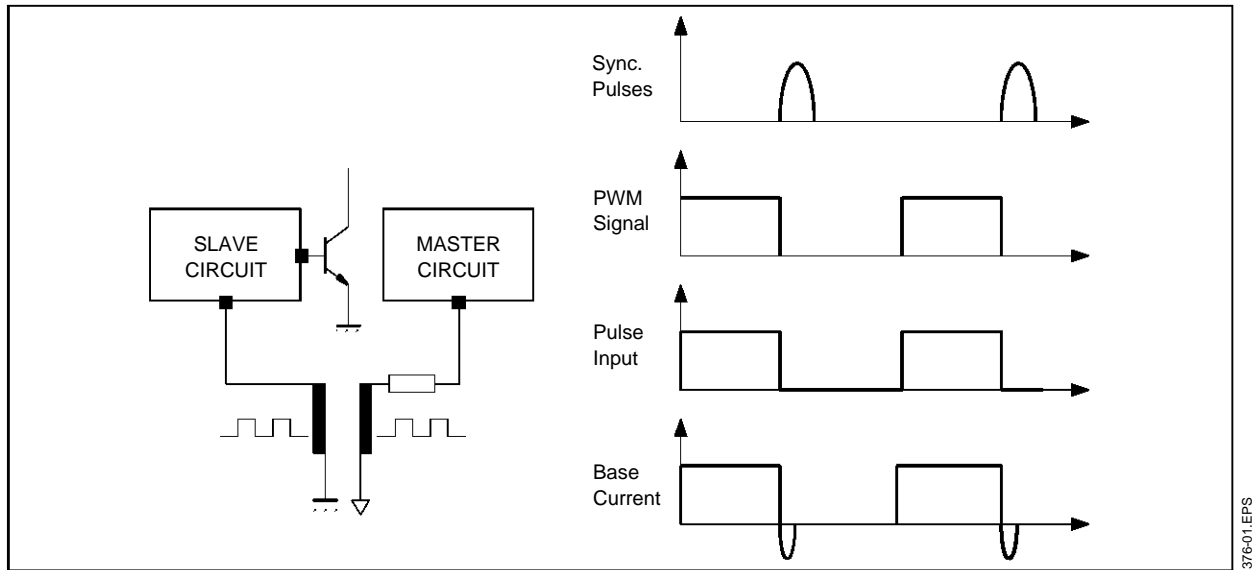 SLAVE
CIRCUIT
MASTER
CIRCUIT
Sync.
Pulses
PWM
Signal
Pulse
Input
Base
Current
376-01.EPS